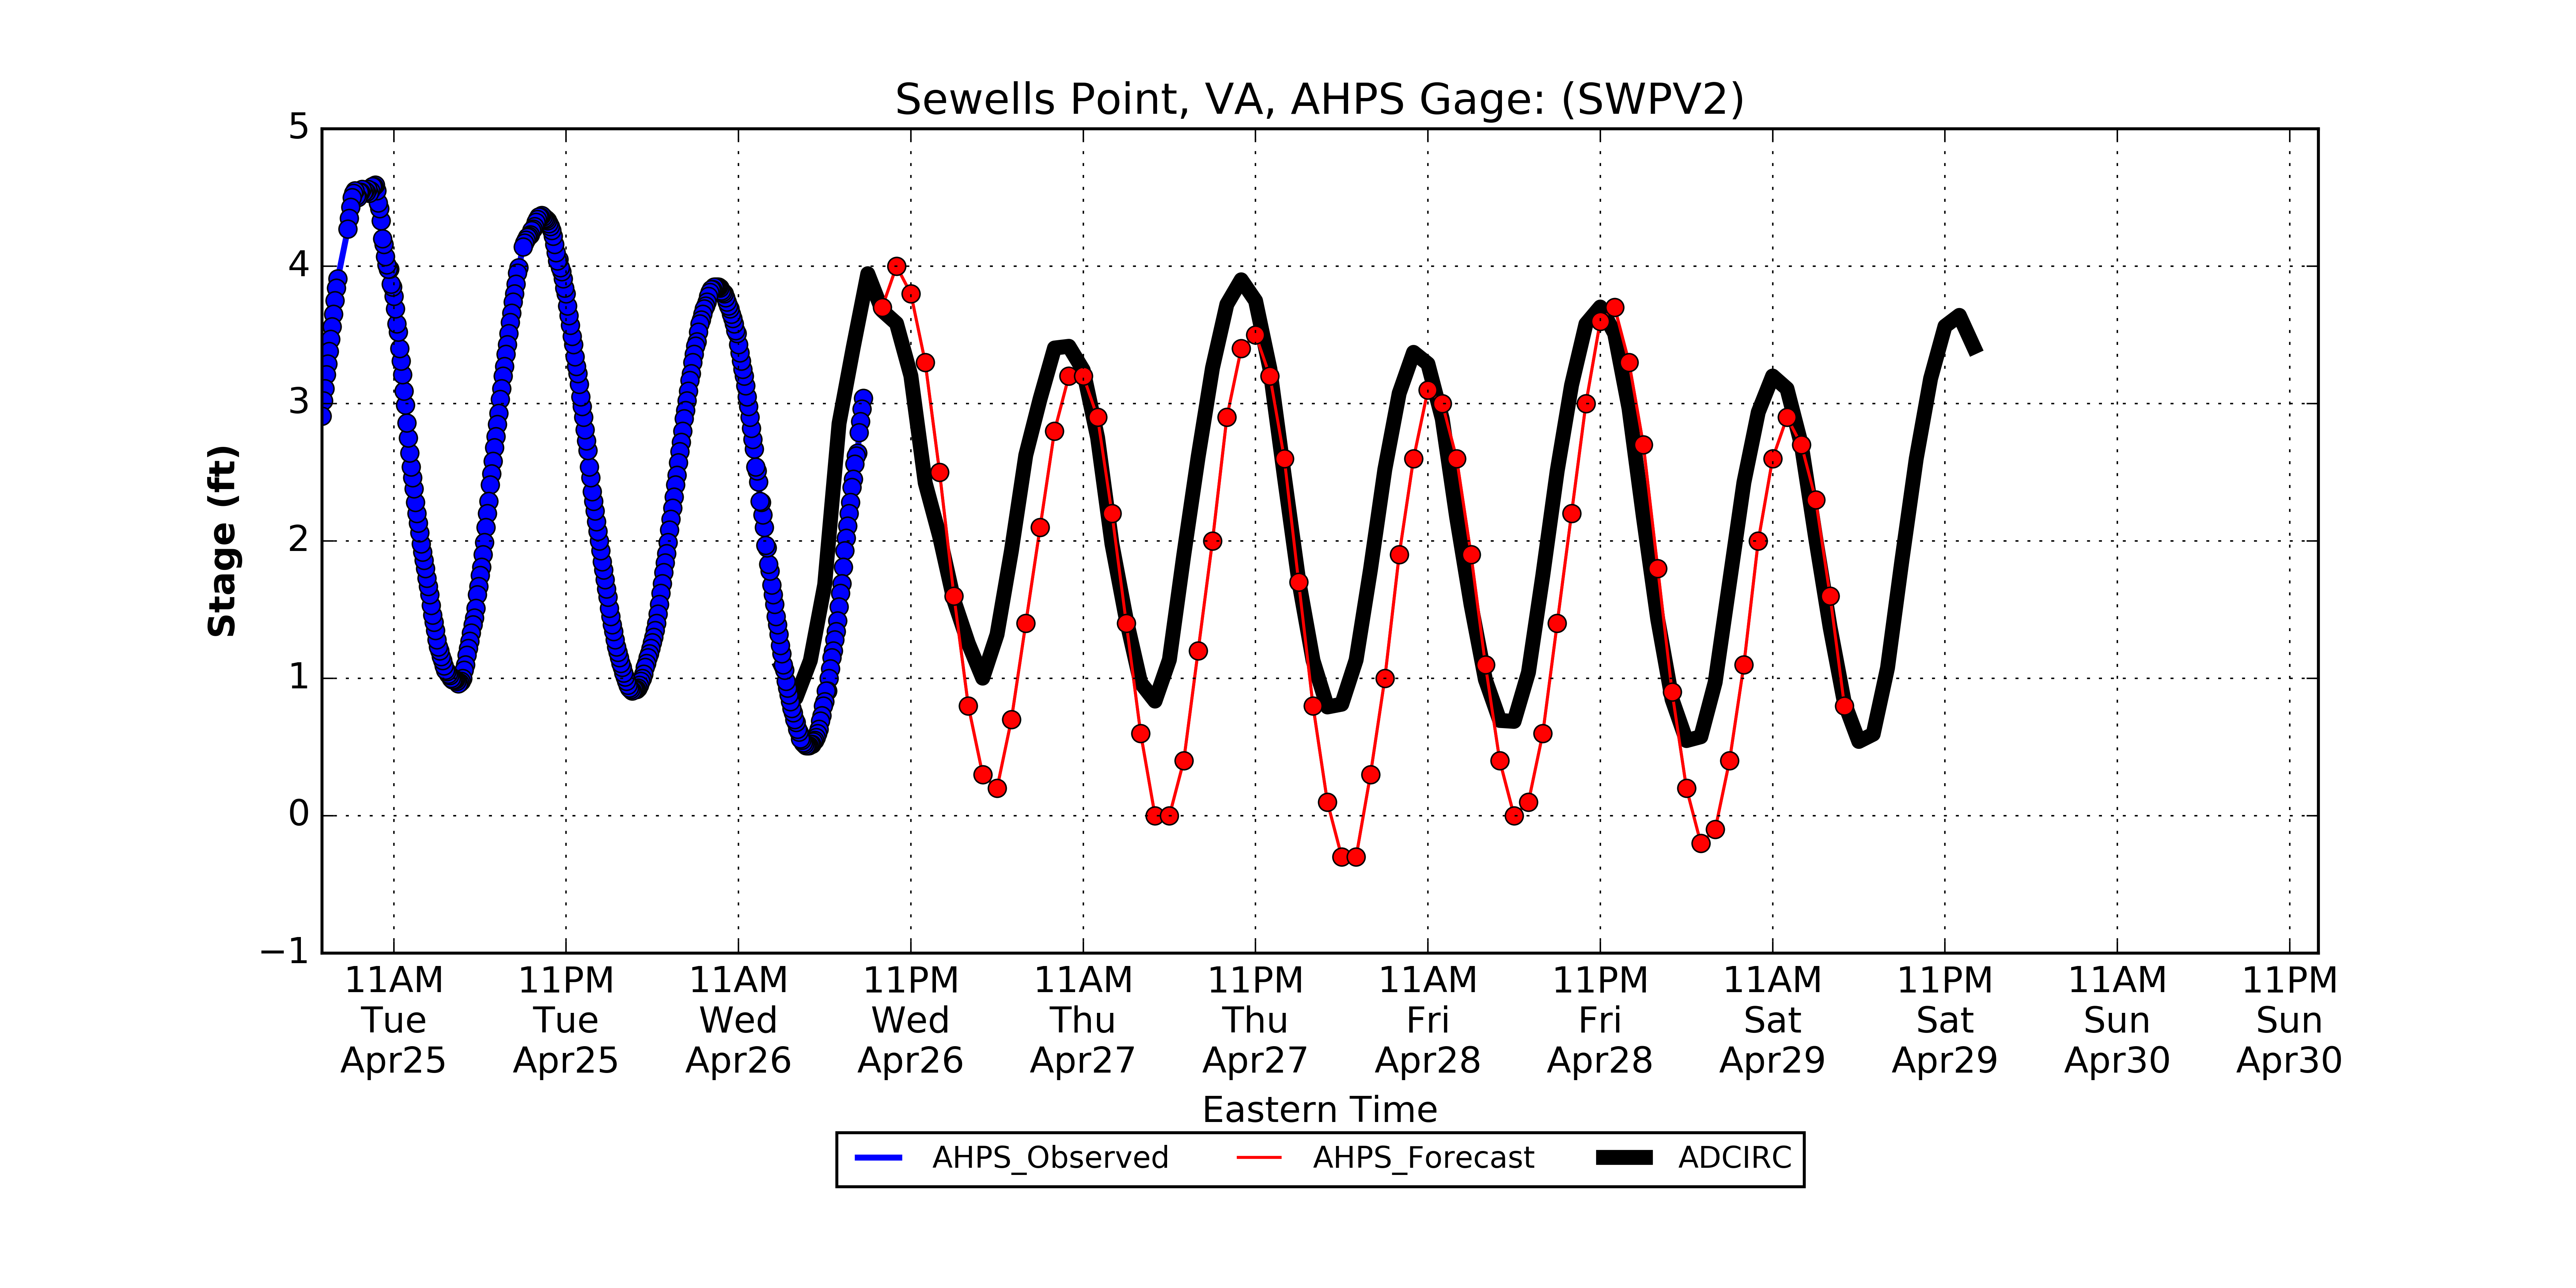 Sewells Point, VA, AHPS Gage: (SWPV2)
5
4
3
2
1
0
−1
Stage (ft)
11AM 11PM 11AM 11PM 11AM 11PM 11AM 11PM 11AM 11PM 11AM 11PM
Tue Tue Wed Wed Thu Thu Fri Fri Sat Sat Sun Sun
Apr25 Apr25 Apr26 Apr26 Apr27 Apr27 Apr28 Apr28 Apr29 Apr29 Apr30 Apr30
Eastern Time
AHPS_Observed AHPS_Forecast ADCIRC